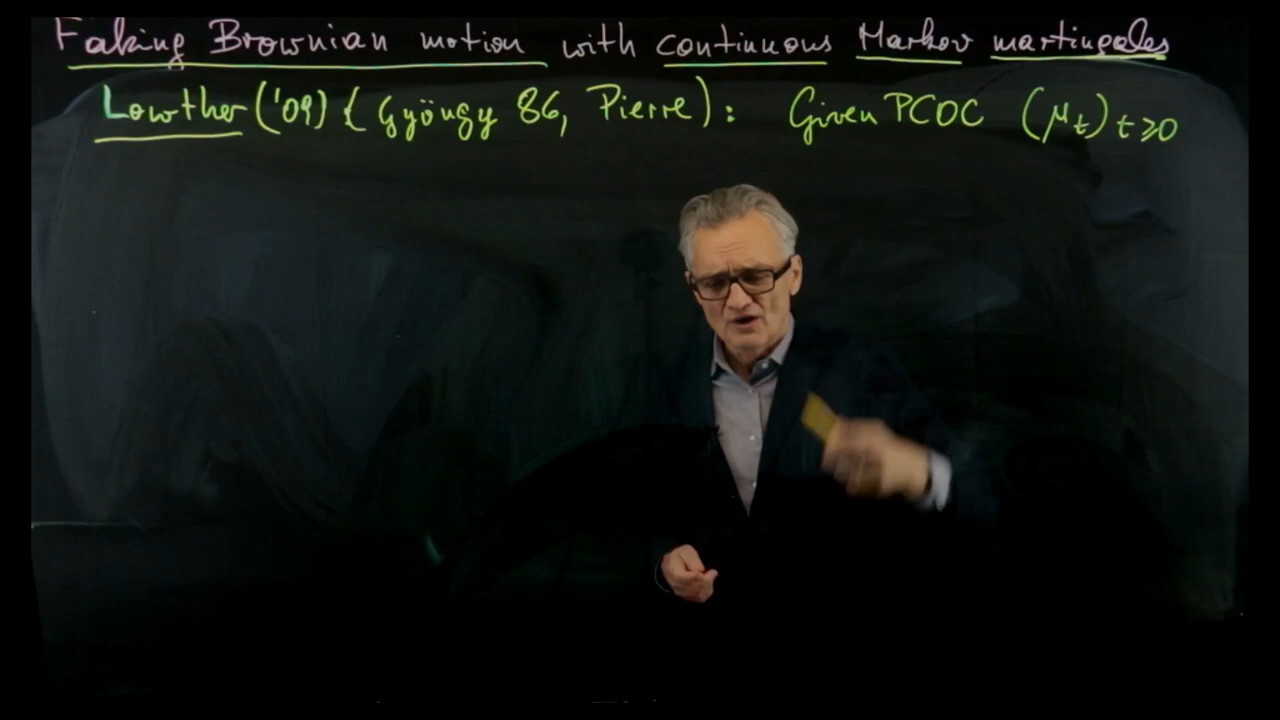 Faking Brownian motion with continuous Markov martingales
Lowther ('09) { Gyöngy 86, Pierre ) : Given PCOC (μt)t≥0